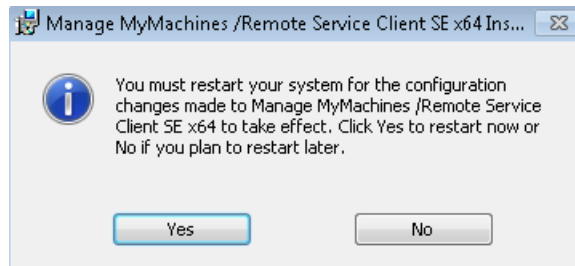 Manage MyMachines /Remote Service Client SE x64 Ins...
You must restart your system for the configuration
changes made to Manage MyMachines /Remote Service
Client SE x64 to take effect. Click Yes to restart now or
No if you plan to restart later.
Yes
No